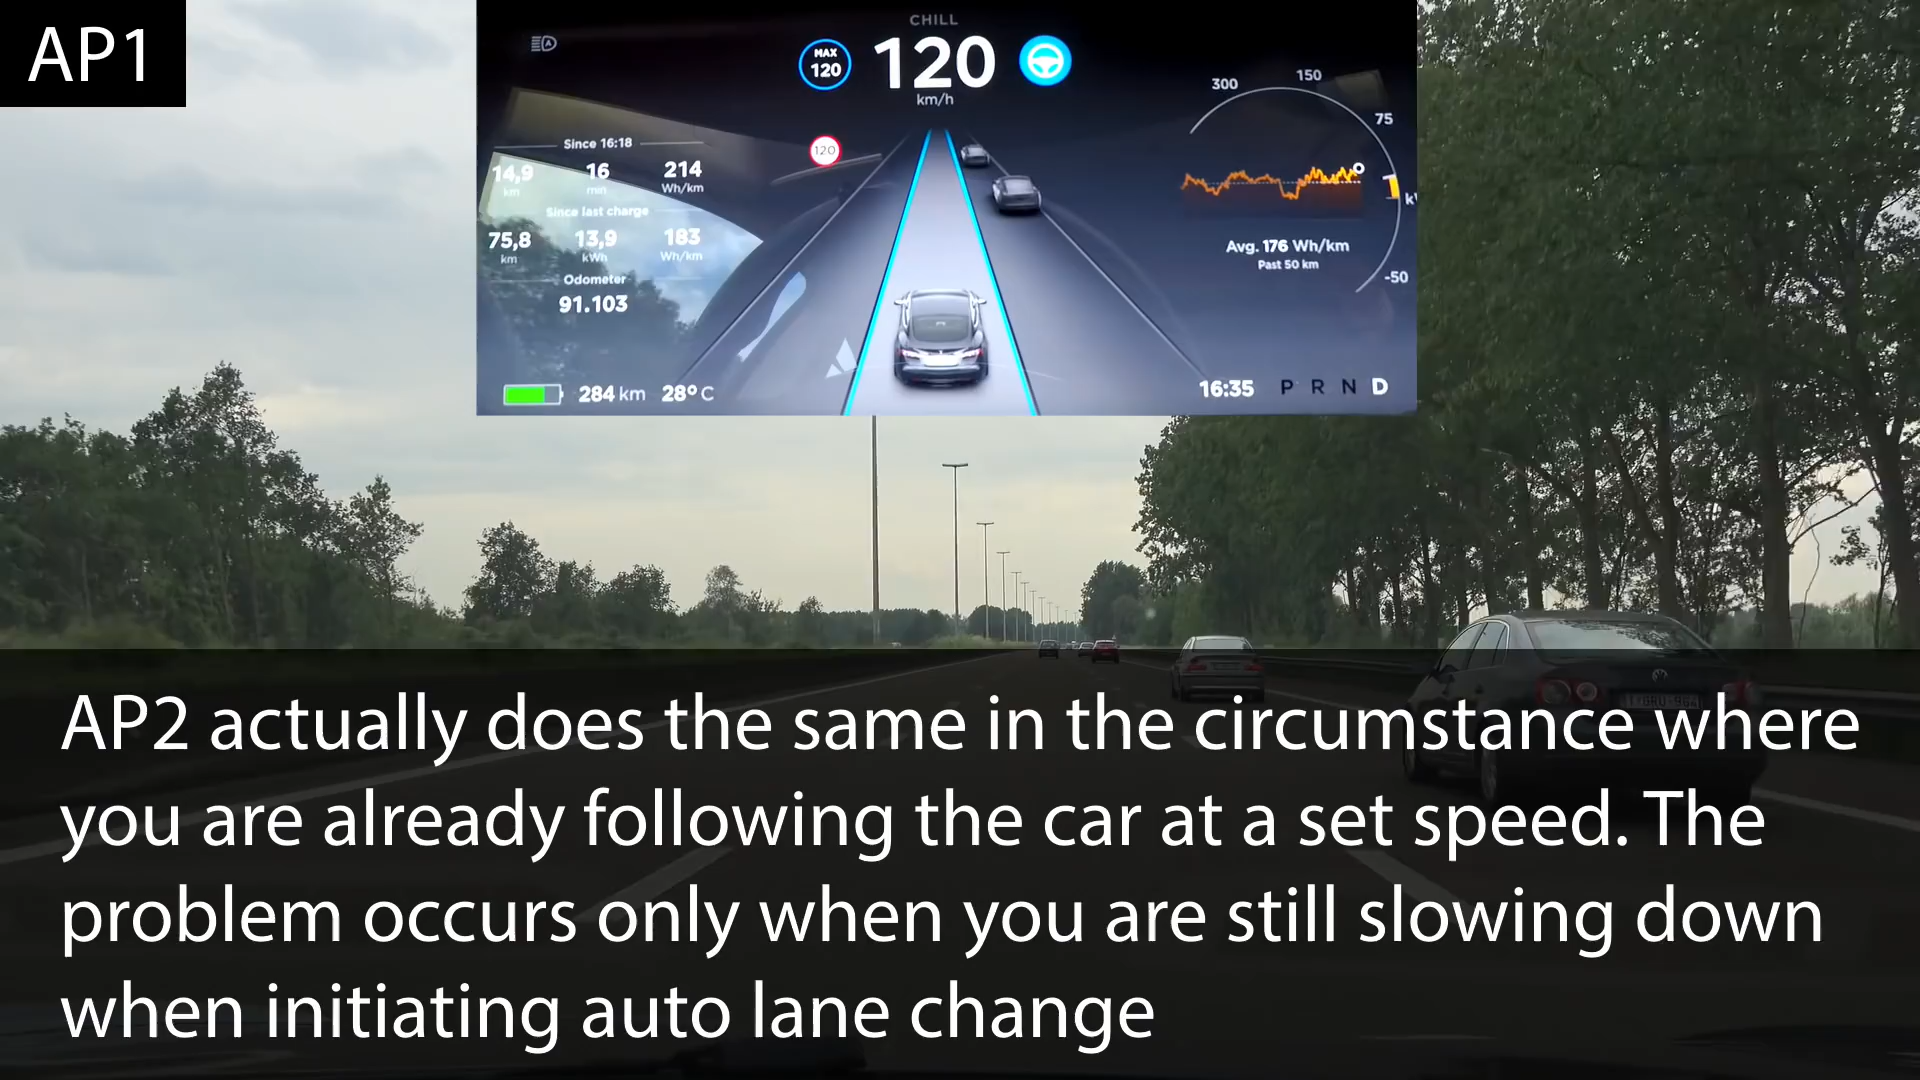 AP1
CHILL
MAX
120
120
km/h
300
150
75
-50
Since 16:18
14,9
km
16
min
214
Wh/km
Since last charge
75,8
km
13,9
kWh
183
Wh/km
Odometer
91.103
120
Avg. 176 Wh/km
Past 50 km
284 km 28° C
16:35 P R N D
AP2 actually does the same in the circumstance where
you are already following the car at a set speed. The
problem occurs only when you are still slowing down
when initiating auto lane change